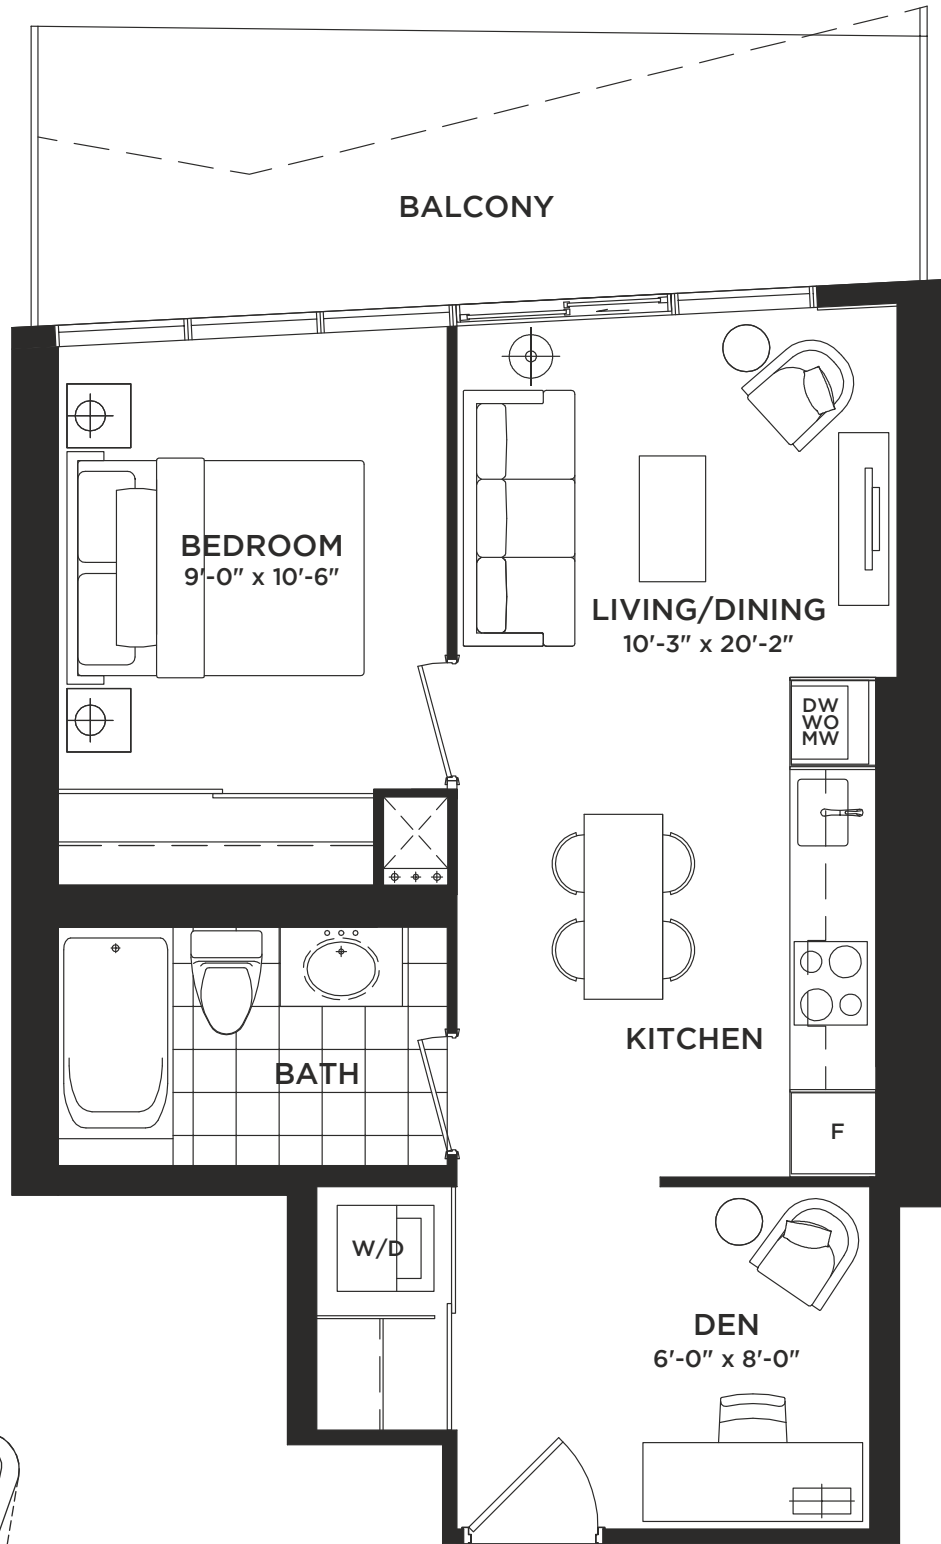 BALCONY
BEDROOM
9'-0" x 10'-6"
LIVING/DINING
10'-3" x 20'-2"
DW
WO
MW
KITCHEN
BATH
F
W/D
DEN
6'-0" x 8'-0"